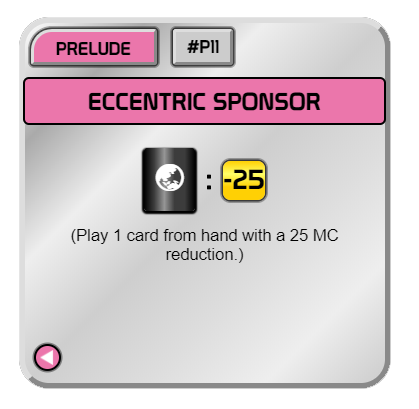 PRELUDE
#P11
ECCENTRIC SPONSOR
: -25
(Play 1 card from hand with a 25 MC
reduction.)